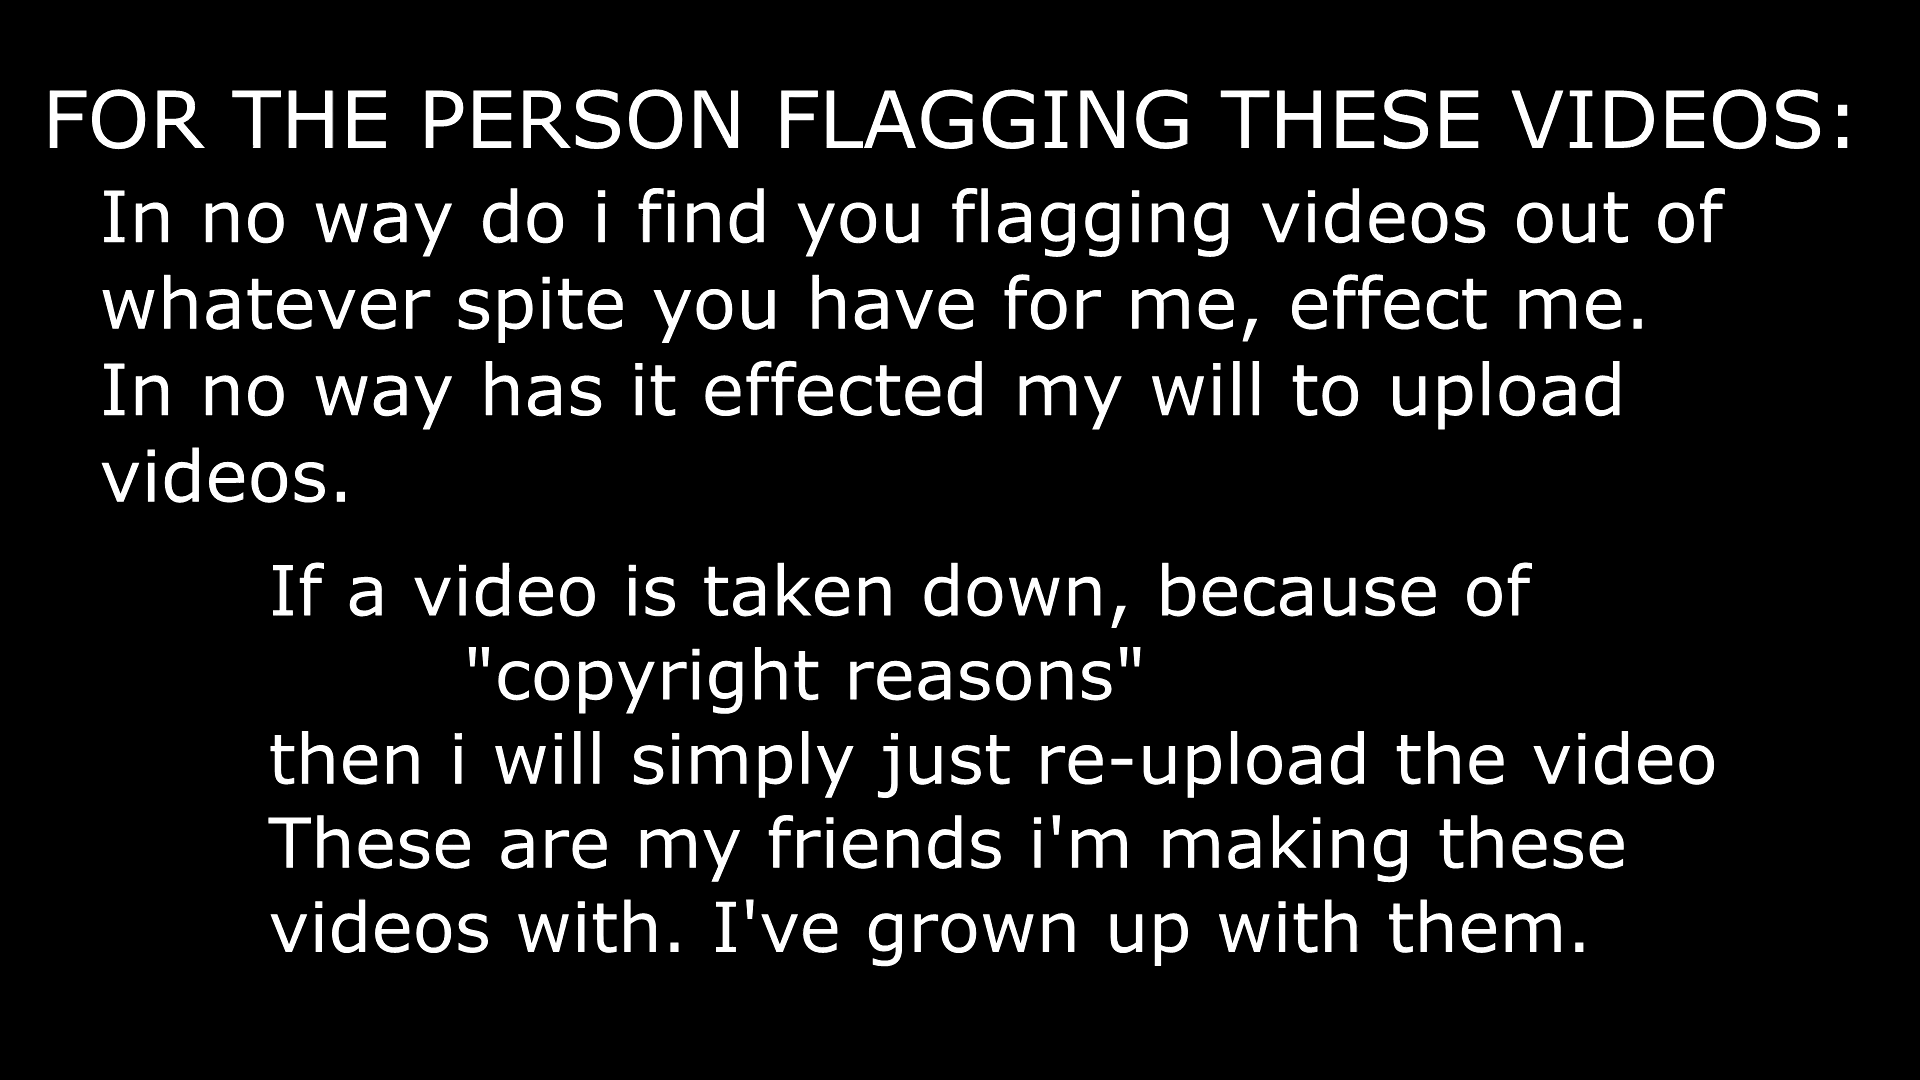 FOR THE PERSON FLAGGING THESE VIDEOS:
In no way do i find you flagging videos out of
whatever spite you have for me, effect me.
In no way has it effected my will to upload
videos.
If a video is taken down, because of
"copyright reasons"
then i will simply just re-upload the video
These are my friends i'm making these
videos with. I've grown up with them.